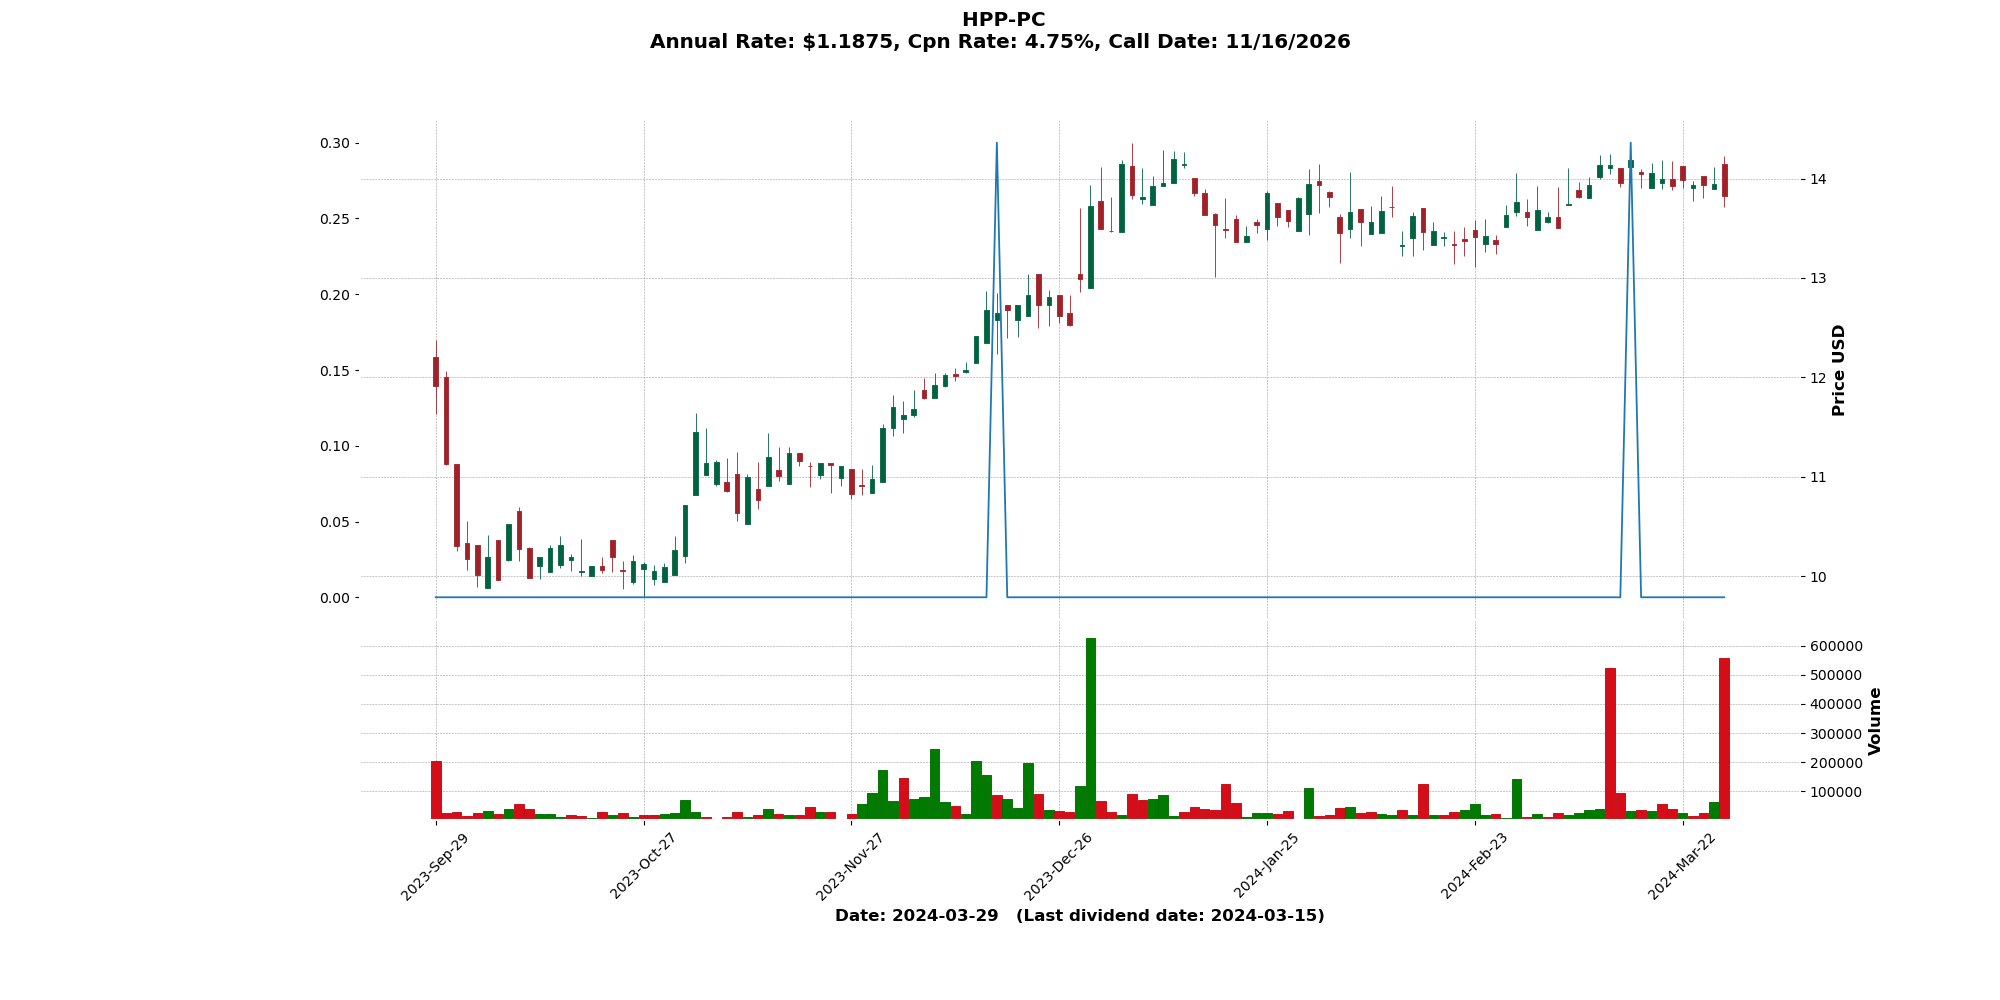 HPP-PC
Annual Rate: $1.1875, Cpn Rate: 4.75%, Call Date: 11/16/2026
0.30
0.25
0.20
0.15
0.10
0.05
0.00
14
13
12
11
10
Price USD
600000
500000
400000
300000
200000
100000
Volume
2023-Sep-29
2023-Oct-27
2023-Nov-27
2023-Dec-26
2024-Jan-25
2024-Feb-23
2024-Mar-22
Date: 2024-03-29 (Last dividend date: 2024-03-15)